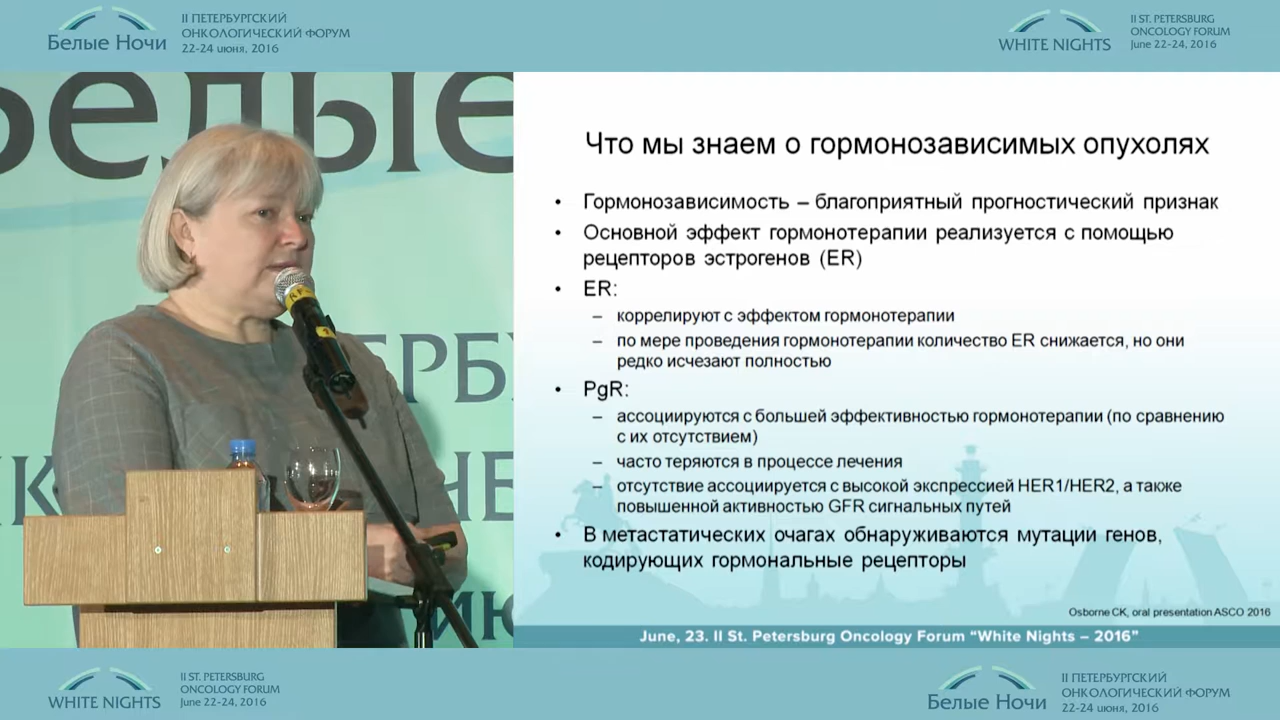 Белые Ночи
II ПЕТЕРБУРГСКИЙ
ОНКОЛОГИЧЕСКИЙ ФОРУМ
22-24 июня, 2016
WHITE NIGHTS
II ST. PETERSBURG
ONCOLOGY FORUM
June 22-24, 2016
Белые
Что мы знаем о гормонозависимых опухолях
• Гормонозависимость – благоприятный прогностический признак
• Основной эффект гормонотерапии реализуется с помощью
рецепторов эстрогенов (ER)
• ER:
– коррелируют с эффектом гормонотерапии
– по мере проведения гормонотерапии количество ER снижается, но они
редко исчезают полностью
• PgR:
– ассоциируются с большей эффективностью гормонотерапии (по сравнению
с их отсутствием)
– часто теряются в процессе лечения
– отсутствие ассоциируется с высокой экспрессией HER1/HER2, а также
повышенной активностью GFR сигнальных путей
• В метастатических очагах обнаруживаются мутации генов,
кодирующих гормональные рецепторы
Osborne CK, oral presentation ASCO 2016
June, 23. II St. Petersburg Oncology Forum “White Nights – 2016”
WHITE NIGHTS
II ST. PETERSBURG
ONCOLOGY FORUM
June 22-24, 2016
Белые Ночи
II ПЕТЕРБУРГСКИЙ
ОНКОЛОГИЧЕСКИЙ ФОРУМ
22-24 июня, 2016